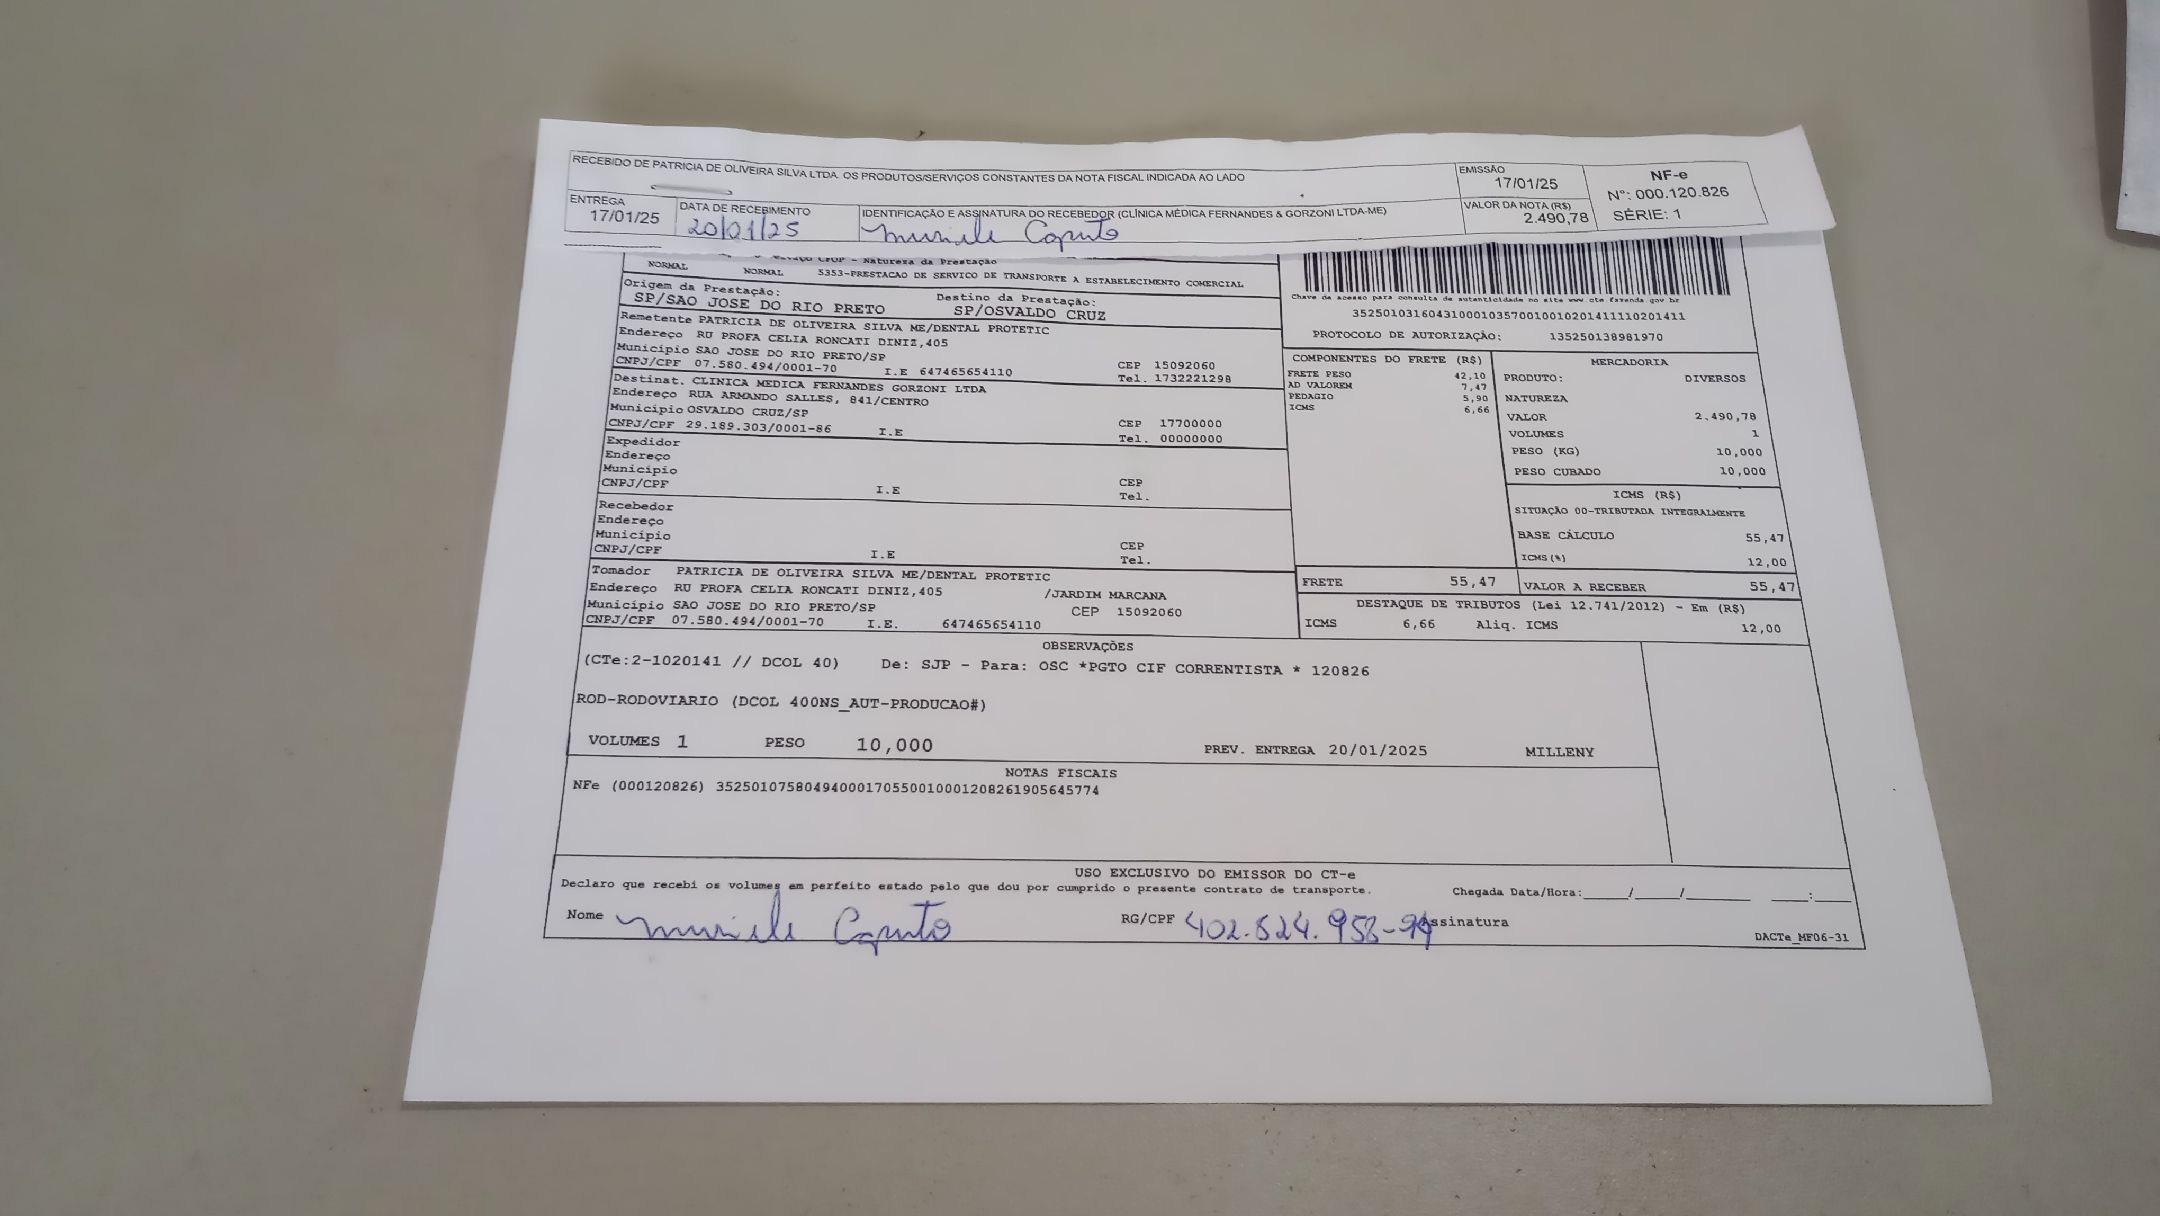 RECEBIDO DE PATRICIA DE OLIVEIRA SILVA LTDA. OS PRODUTOS/SERVIÇOS CONSTANTES DA NOTA FISCAL INDICADA AO LADO
EMISSÃO
17/01/25
NF-e
Nº: 000.120.826
SÉRIE: 1
ENTREGA
17/01/25
DATA DE RECEBIMENTO
20/01/25
IDENTIFICAÇÃO E ASSINATURA DO RECEBEDOR (CLÍNICA MÉDICA FERNANDES & GORZONI LTDA-ME)
Caputo
VALOR DA NOTA (R$)
2.490,78
CFOP - Natureza da Prestação
NORMAL NORMAL 5353-PRESTACAO DE SERVICO DE TRANSPORTE A ESTABELECIMENTO COMERCIAL
Origem da Prestação: Destino da Prestação:
SP/SAO JOSE DO RIO PRETO SP/OSVALDO CRUZ
Remetente PATRICIA DE OLIVEIRA SILVA ME/DENTAL PROTETIC
Endereço RU PROFA CELIA RONCATI DINIZ,405
Município SAO JOSE DO RIO PRETO/SP CEP 15092060
CNPJ/CPF 07.580.494/0001-70 I.E 647465654110 Tel. 1732221298
Destinat. CLINICA MEDICA FERNANDES GORZONI LTDA
Endereço RUA ARMANDO SALLES, 841/CENTRO
Município OSVALDO CRUZ/SP CEP 17700000
CNPJ/CPF 29.189.303/0001-86 I.E Tel. 00000000
Expedidor
Endereço
Município CEP
CNPJ/CPF I.E Tel.
Recebedor
Endereço
Município CEP
CNPJ/CPF I.E Tel.
Tomador PATRICIA DE OLIVEIRA SILVA ME/DENTAL PROTETIC
Endereço RU PROFA CELIA RONCATI DINIZ,405 /JARDIM MARCANA
Município SAO JOSE DO RIO PRETO/SP CEP 15092060
CNPJ/CPF 07.580.494/0001-70 I.E. 647465654110
Chave de acesso para consulta de autenticidade no site www cte fazenda gov br
35250103160431000103570010010201411110201411
PROTOCOLO DE AUTORIZAÇÃO: 135250138981970
COMPONENTES DO FRETE (R$)
FRETE PESO 42,10
AD VALOREM 7,47
PEDAGIO 5,90
ICMS 6,66
MERCADORIA
PRODUTO: DIVERSOS
NATUREZA
VALOR 2.490,78
VOLUMES 1
PESO (KG) 10,000
PESO CUBADO 10,000
ICMS (R$)
SITUAÇÃO 00-TRIBUTADA INTEGRALMENTE
BASE CÁLCULO 55,47
ICMS(%) 12,00
FRETE 55,47 VALOR A RECEBER 55,47
DESTAQUE DE TRIBUTOS (Lei 12.741/2012) - Em (R$)
ICMS 6,66 Aliq. ICMS 12,00
OBSERVAÇÕES
(CTe:2-1020141 // DCOL 40) De: SJP - Para: OSC *PGTO CIF CORRENTISTA * 120826
ROD-RODOVIARIO (DCOL 400NS_AUT-PRODUCAO#)
VOLUMES 1 PESO 10,000 PREV. ENTREGA 20/01/2025 MILLENY
NOTAS FISCAIS
NFe (000120826) 35250107580494000170550010001208261905645774
USO EXCLUSIVO DO EMISSOR DO CT-e
Declaro que recebi os volumes em perfeito estado pelo que dou por cumprido o presente contrato de transporte. Chegada Data/Hora:____/____/______ ___:___
Nome Caputo RG/CPF Assinatura
DACTe_MF06-31